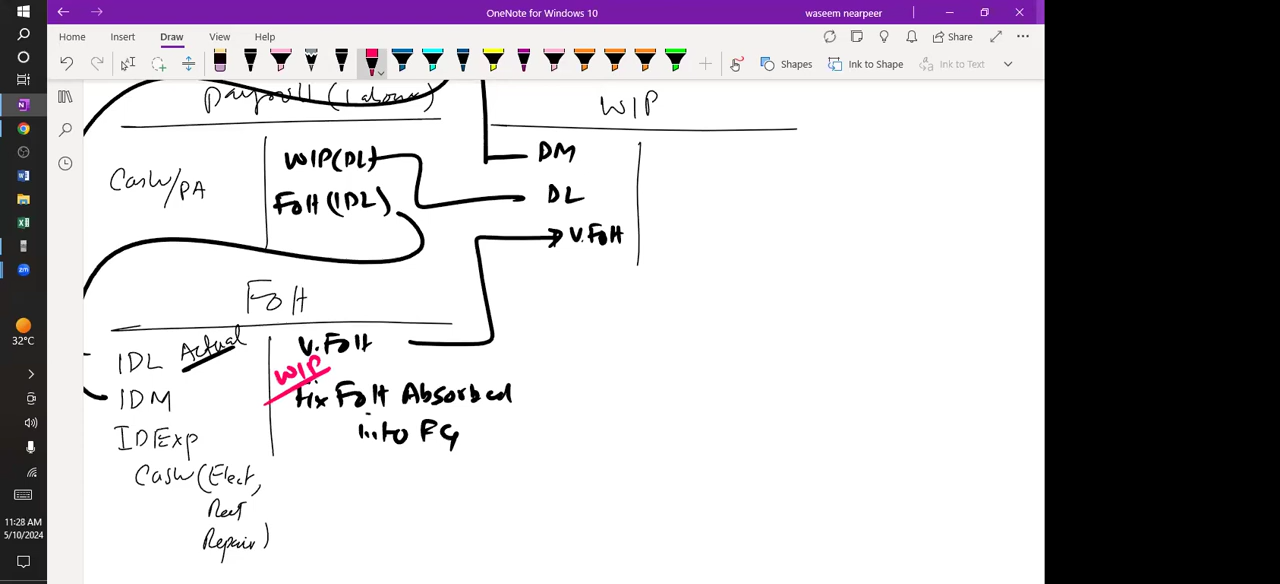 OneNote for Windows 10
waseem nearpeer
Home Insert Draw View Help
Share
Shapes Ink to Shape Ink to Text
Payroll (Labour)
WIP
Cash/PA
WIP(DL)
FOH (IDL)
DM
DL
V.FOH
FOH
IDL Actual
IDM
IDExp
Cash (Elect,
Rent
Repair)
V.FOH
WIP
Fix FOH Absorbed
into FG
32°C
11:28 AM
5/10/2024